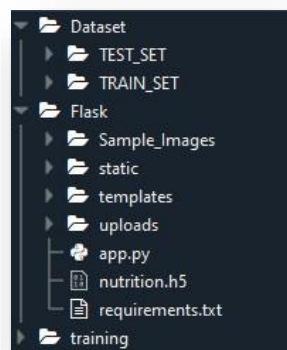 Dataset
TEST_SET
TRAIN_SET
Flask
Sample_Images
static
templates
uploads
app.py
nutrition.h5
requirements.txt
training